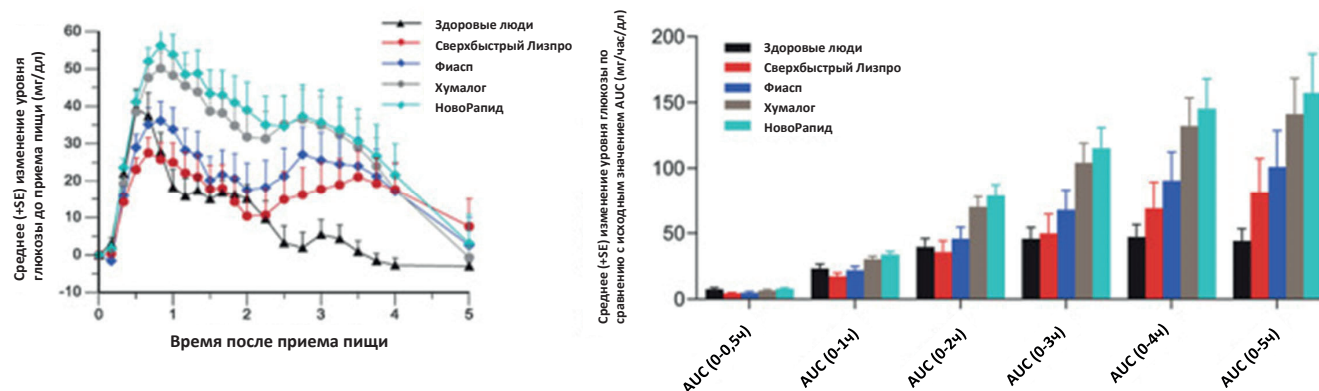 Среднее (+SE) изменение уровня
глюкозы до приема пищи (мг/дл)
60
50
40
30
20
10
0
-10
0
1
2
3
4
5
Время после приема пищи
Здоровые люди
Сверхбыстрый Лизпро
Фиасп
Хумалог
НовоРапид
Среднее (+SE) изменение уровня глюкозы по
сравнению с исходным значением AUC (мг/час/дл)
200
150
100
50
0
Здоровые люди
Сверхбыстрый Лизпро
Фиасп
Хумалог
НовоРапид
AUC (0-0,5ч)
AUC (0-1ч)
AUC (0-2ч)
AUC (0-3ч)
AUC (0-4ч)
AUC (0-5ч)